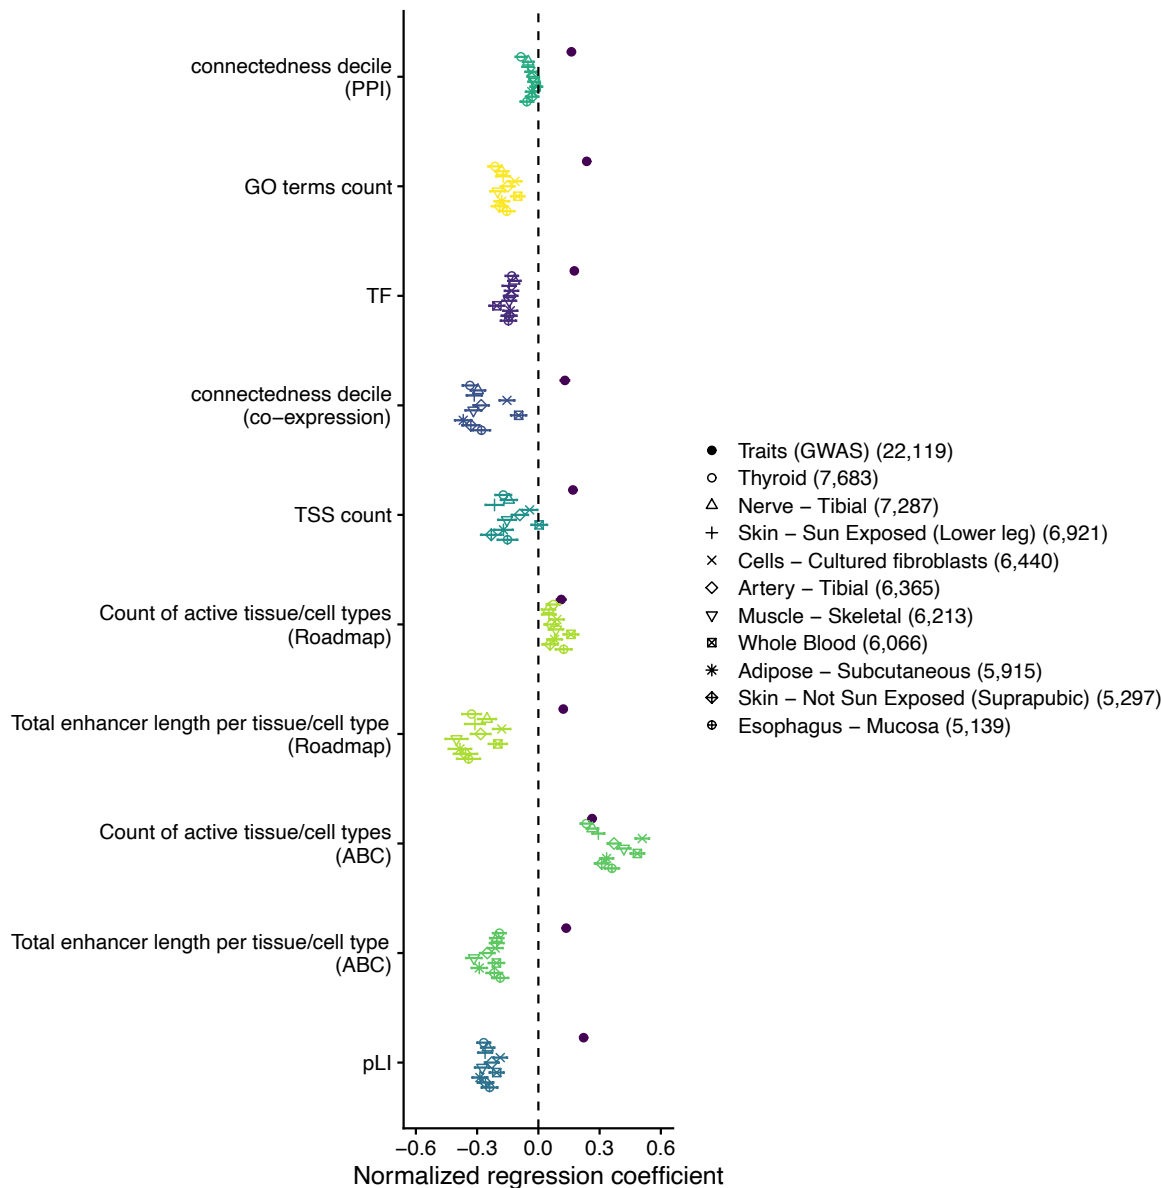 connectedness decile
(PPI)
GO terms count
TF
connectedness decile
(co−expression)
TSS count
Count of active tissue/cell types
(Roadmap)
Total enhancer length per tissue/cell type
(Roadmap)
Count of active tissue/cell types
(ABC)
Total enhancer length per tissue/cell type
(ABC)
pLI
−0.6 −0.3 0.0 0.3 0.6
Normalized regression coefficient
Traits (GWAS) (22,119)
Thyroid (7,683)
Nerve − Tibial (7,287)
Skin − Sun Exposed (Lower leg) (6,921)
Cells − Cultured fibroblasts (6,440)
Artery − Tibial (6,365)
Muscle − Skeletal (6,213)
Whole Blood (6,066)
Adipose − Subcutaneous (5,915)
Skin − Not Sun Exposed (Suprapubic) (5,297)
Esophagus − Mucosa (5,139)